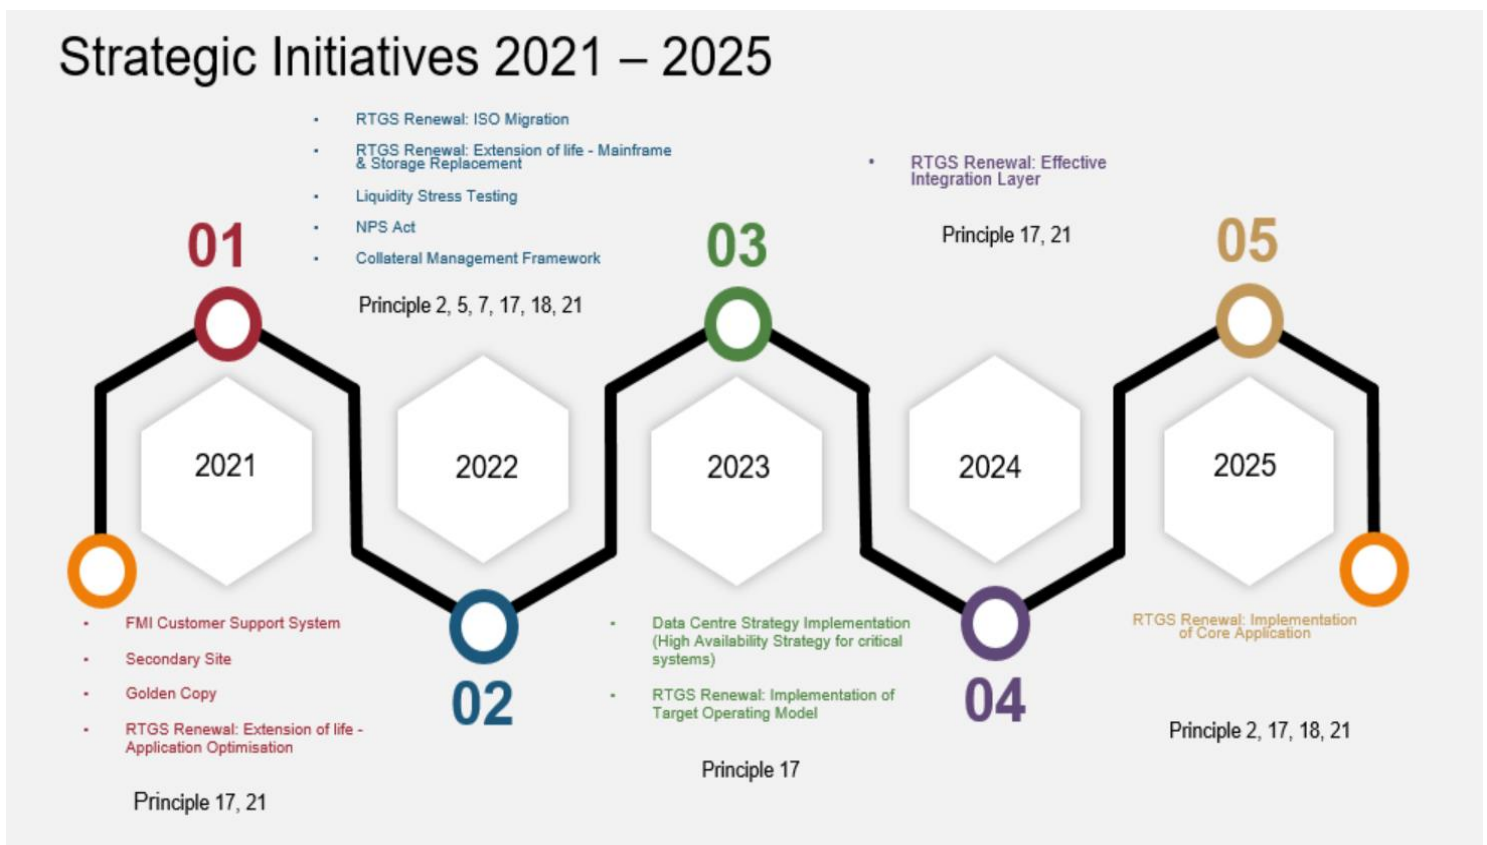 Strategic Initiatives 2021 – 2025
RTGS Renewal: ISO Migration
RTGS Renewal: Extension of life - Mainframe
& Storage Replacement
Liquidity Stress Testing
NPS Act
Collateral Management Framework
Principle 2, 5, 7, 17, 18, 21
RTGS Renewal: Effective
Integration Layer
Principle 17, 21
01
03
05
2021
2022
2023
2024
2025
FMI Customer Support System
Secondary Site
Golden Copy
RTGS Renewal: Extension of life -
Application Optimisation
Principle 17, 21
02
Data Centre Strategy Implementation
(High Availability Strategy for critical
systems)
RTGS Renewal: Implementation of
Target Operating Model
Principle 17
04
RTGS Renewal: Implementation
of Core Application
Principle 2, 17, 18, 21